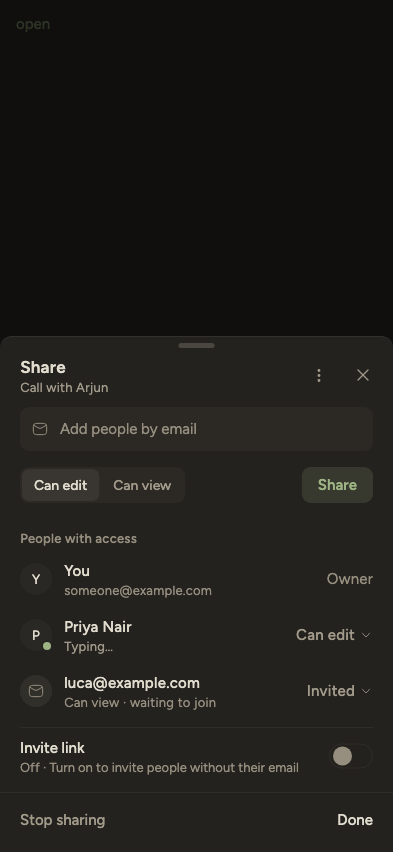 open
Share
Call with Arjun
Add people by email
Can edit Can view Share
People with access
Y You Owner
someone@example.com
P Priya Nair Can edit
Typing...
luca@example.com Invited
Can view · waiting to join
Invite link
Off · Turn on to invite people without their email
Stop sharing Done